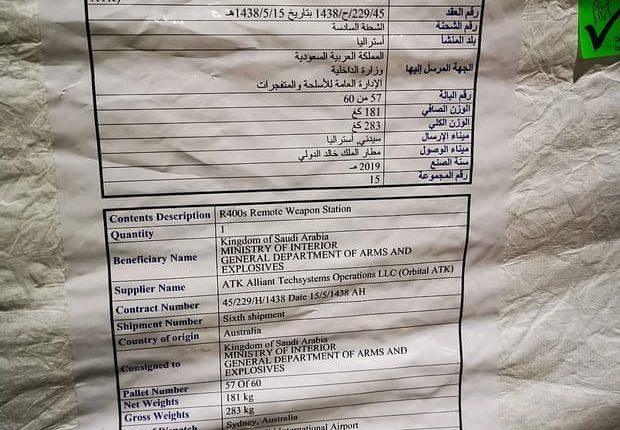 رقم العقد 45/229/ح/1438 بتاريخ 1438/5/15هـ
رقم الشحنة الشحنة السادسة
بلد المنشأ أستراليا
الجهة المرسل إليها المملكة العربية السعودية
وزارة الداخلية
الإدارة العامة للأسلحة والمتفجرات
رقم البالة 57 من 60
الوزن الصافي 181 كغ
الوزن الكلي 283 كغ
ميناء الإرسال سيدني, أستراليا
ميناء الوصول مطار الملك خالد الدولي
سنة الصنع 2019 مـ
رقم المجموعة 15
Contents Description R400s Remote Weapon Station
Quantity 1
Beneficiary Name Kingdom of Saudi Arabia
MINISTRY OF INTERIOR
GENERAL DEPARTMENT OF ARMS AND
EXPLOSIVES
Supplier Name ATK Alliant Techsystems Operations LLC (Orbital ATK)
Contract Number 45/229/H/1438 Date 15/5/1438 AH
Shipment Number Sixth shipment
Country of origin Australia
Consigned to Kingdom of Saudi Arabia
MINISTRY OF INTERIOR
GENERAL DEPARTMENT OF ARMS AND
EXPLOSIVES
Pallet Number 57 Of 60
Net Weights 181 kg
Gross Weights 283 kg
Sydney, Australia
International Airport